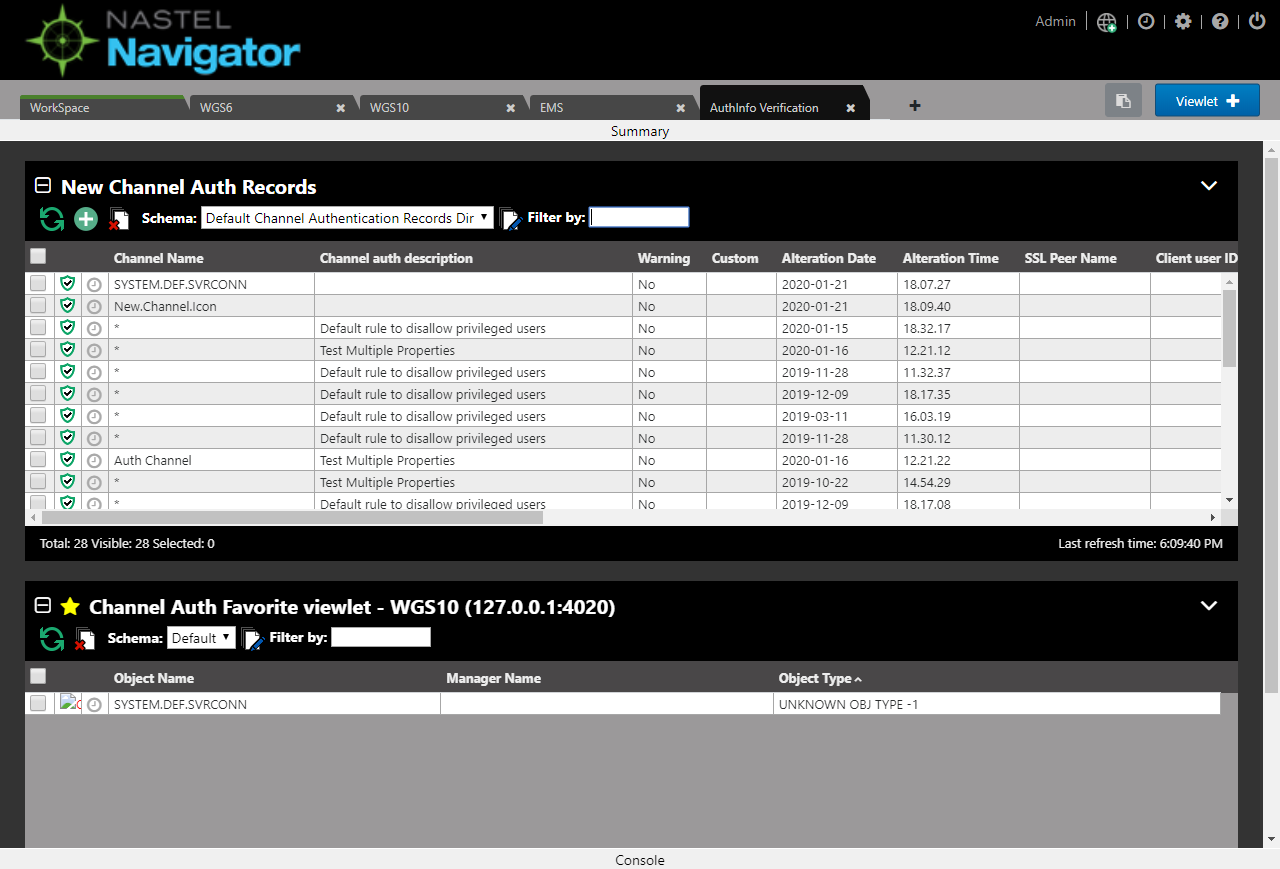 NASTEL
Navigator
Admin
WorkSpace WGS6 WGS10 EMS AuthInfo Verification Viewlet
Summary
New Channel Auth Records
Schema: Default Channel Authentication Records Dir Filter by:
Channel Name Channel auth description Warning Custom Alteration Date Alteration Time SSL Peer Name Client user ID
SYSTEM.DEF.SVRCONN No 2020-01-21 18.07.27
New.Channel.Icon No 2020-01-21 18.09.40
* Default rule to disallow privileged users No 2020-01-15 18.32.17
* Test Multiple Properties No 2020-01-16 12.21.12
* Default rule to disallow privileged users No 2019-11-28 11.32.37
* Default rule to disallow privileged users No 2019-12-09 18.17.35
* Default rule to disallow privileged users No 2019-03-11 16.03.19
* Default rule to disallow privileged users No 2019-11-28 11.30.12
Auth Channel Test Multiple Properties No 2020-01-16 12.21.22
* Test Multiple Properties No 2019-10-22 14.54.29
* Default rule to disallow privileged users No 2019-12-09 18.17.08
Total: 28 Visible: 28 Selected: 0 Last refresh time: 6:09:40 PM
Channel Auth Favorite viewlet - WGS10 (127.0.0.1:4020)
Schema: Default Filter by:
Object Name Manager Name Object Type
SYSTEM.DEF.SVRCONN UNKNOWN OBJ TYPE -1
Console